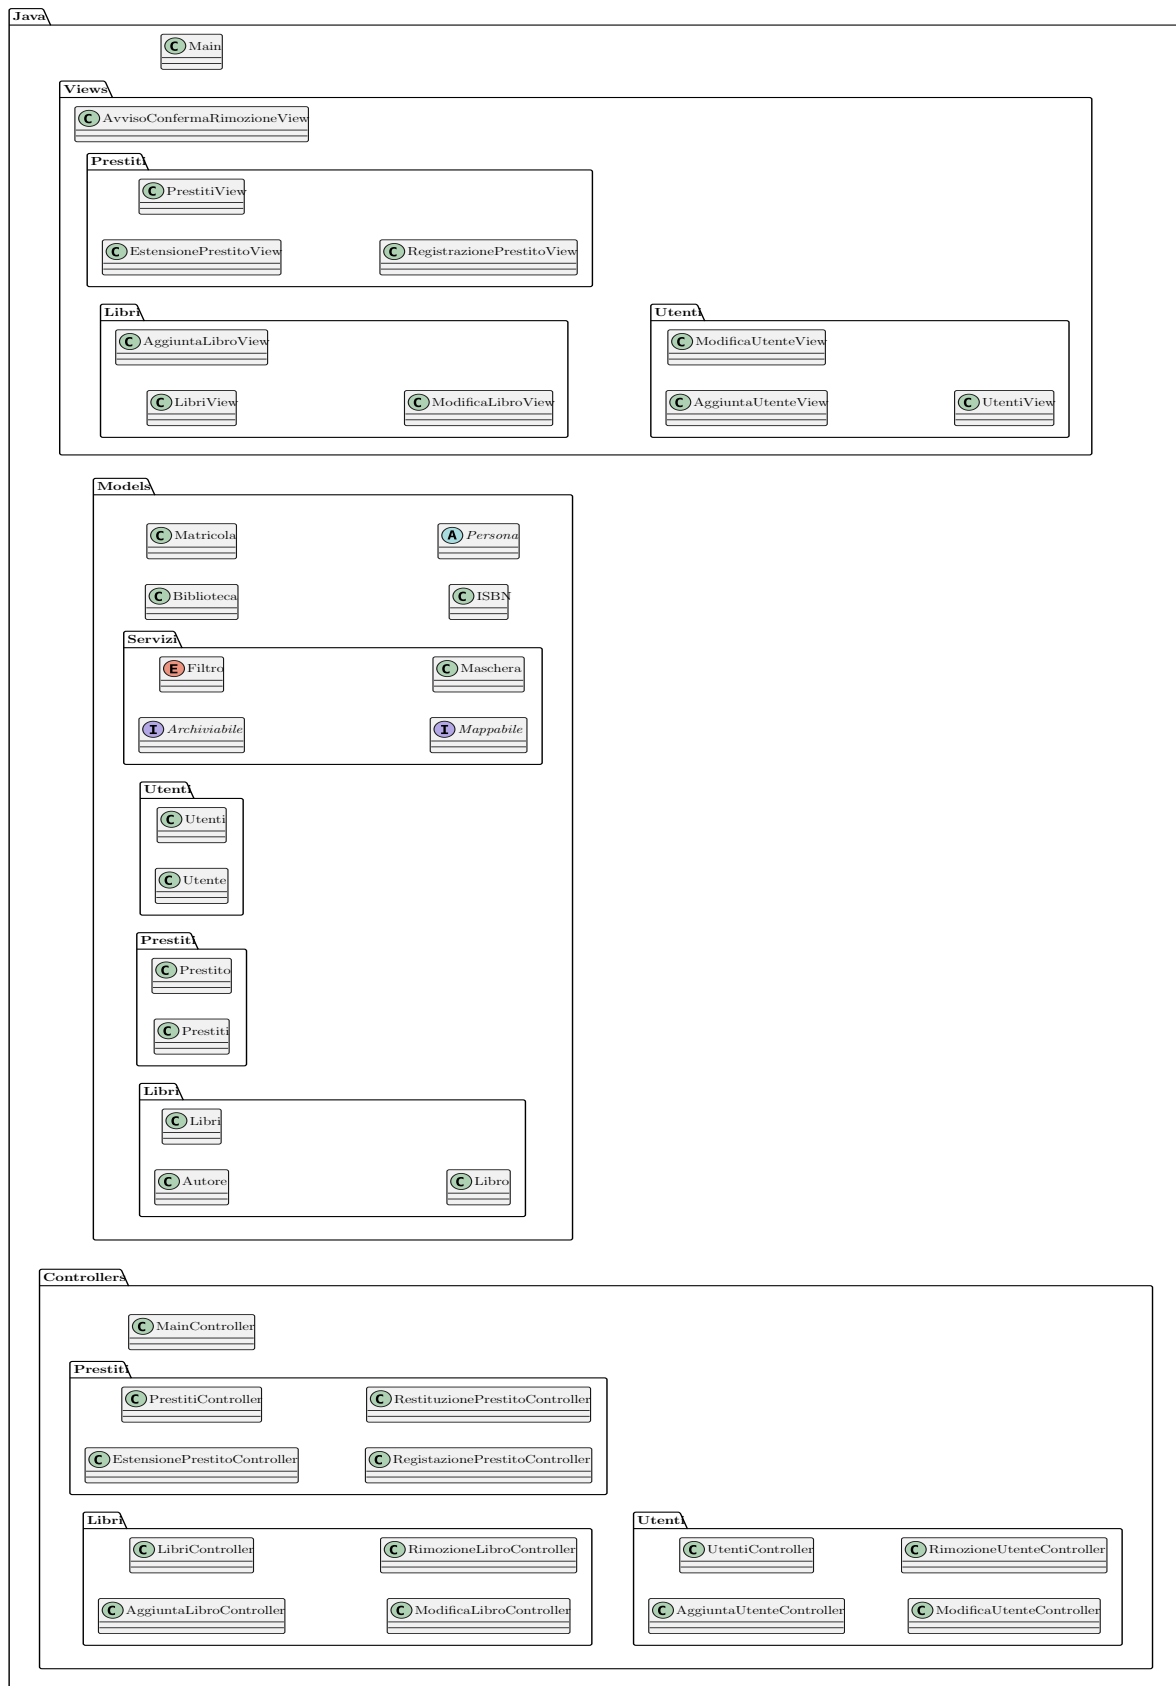 Java
C Main
Views
C AvvisoConfermaRimozioneView
Prestiti
C PrestitiView
C EstensionePrestitoView C RegistrazionePrestitoView
Libri Utenti
C AggiuntaLibroView C ModificaUtenteView
C LibriView C ModificaLibroView C AggiuntaUtenteView C UtentiView
Models
C Matricola A Persona
C Biblioteca C ISBN
Servizi
E Filtro C Maschera
I Archiviabile I Mappabile
Utenti
C Utenti
C Utente
Prestiti
C Prestito
C Prestiti
Libri
C Libri
C Autore C Libro
Controllers
C MainController
Prestiti
C PrestitiController C RestituzionePrestitoController
C EstensionePrestitoController C RegistazionePrestitoController
Libri Utenti
C LibriController C RimozioneLibroController C UtentiController C RimozioneUtenteController
C AggiuntaLibroController C ModificaLibroController C AggiuntaUtenteController C ModificaUtenteController